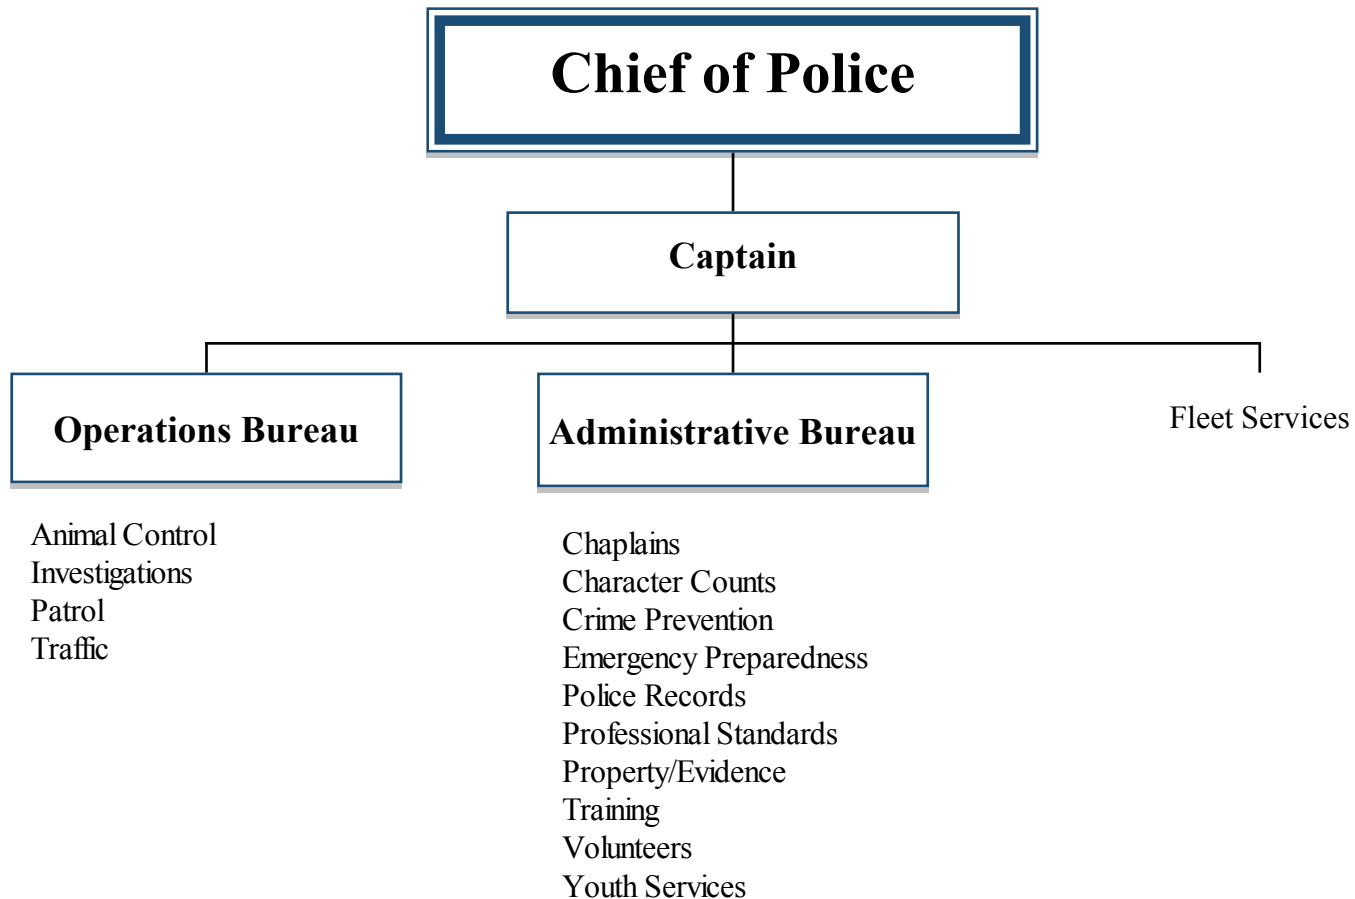 Chief of Police
Captain
Operations Bureau
Administrative Bureau
Fleet Services
Animal Control
Investigations
Patrol
Traffic
Chaplains
Character Counts
Crime Prevention
Emergency Preparedness
Police Records
Professional Standards
Property/Evidence
Training
Volunteers
Youth Services